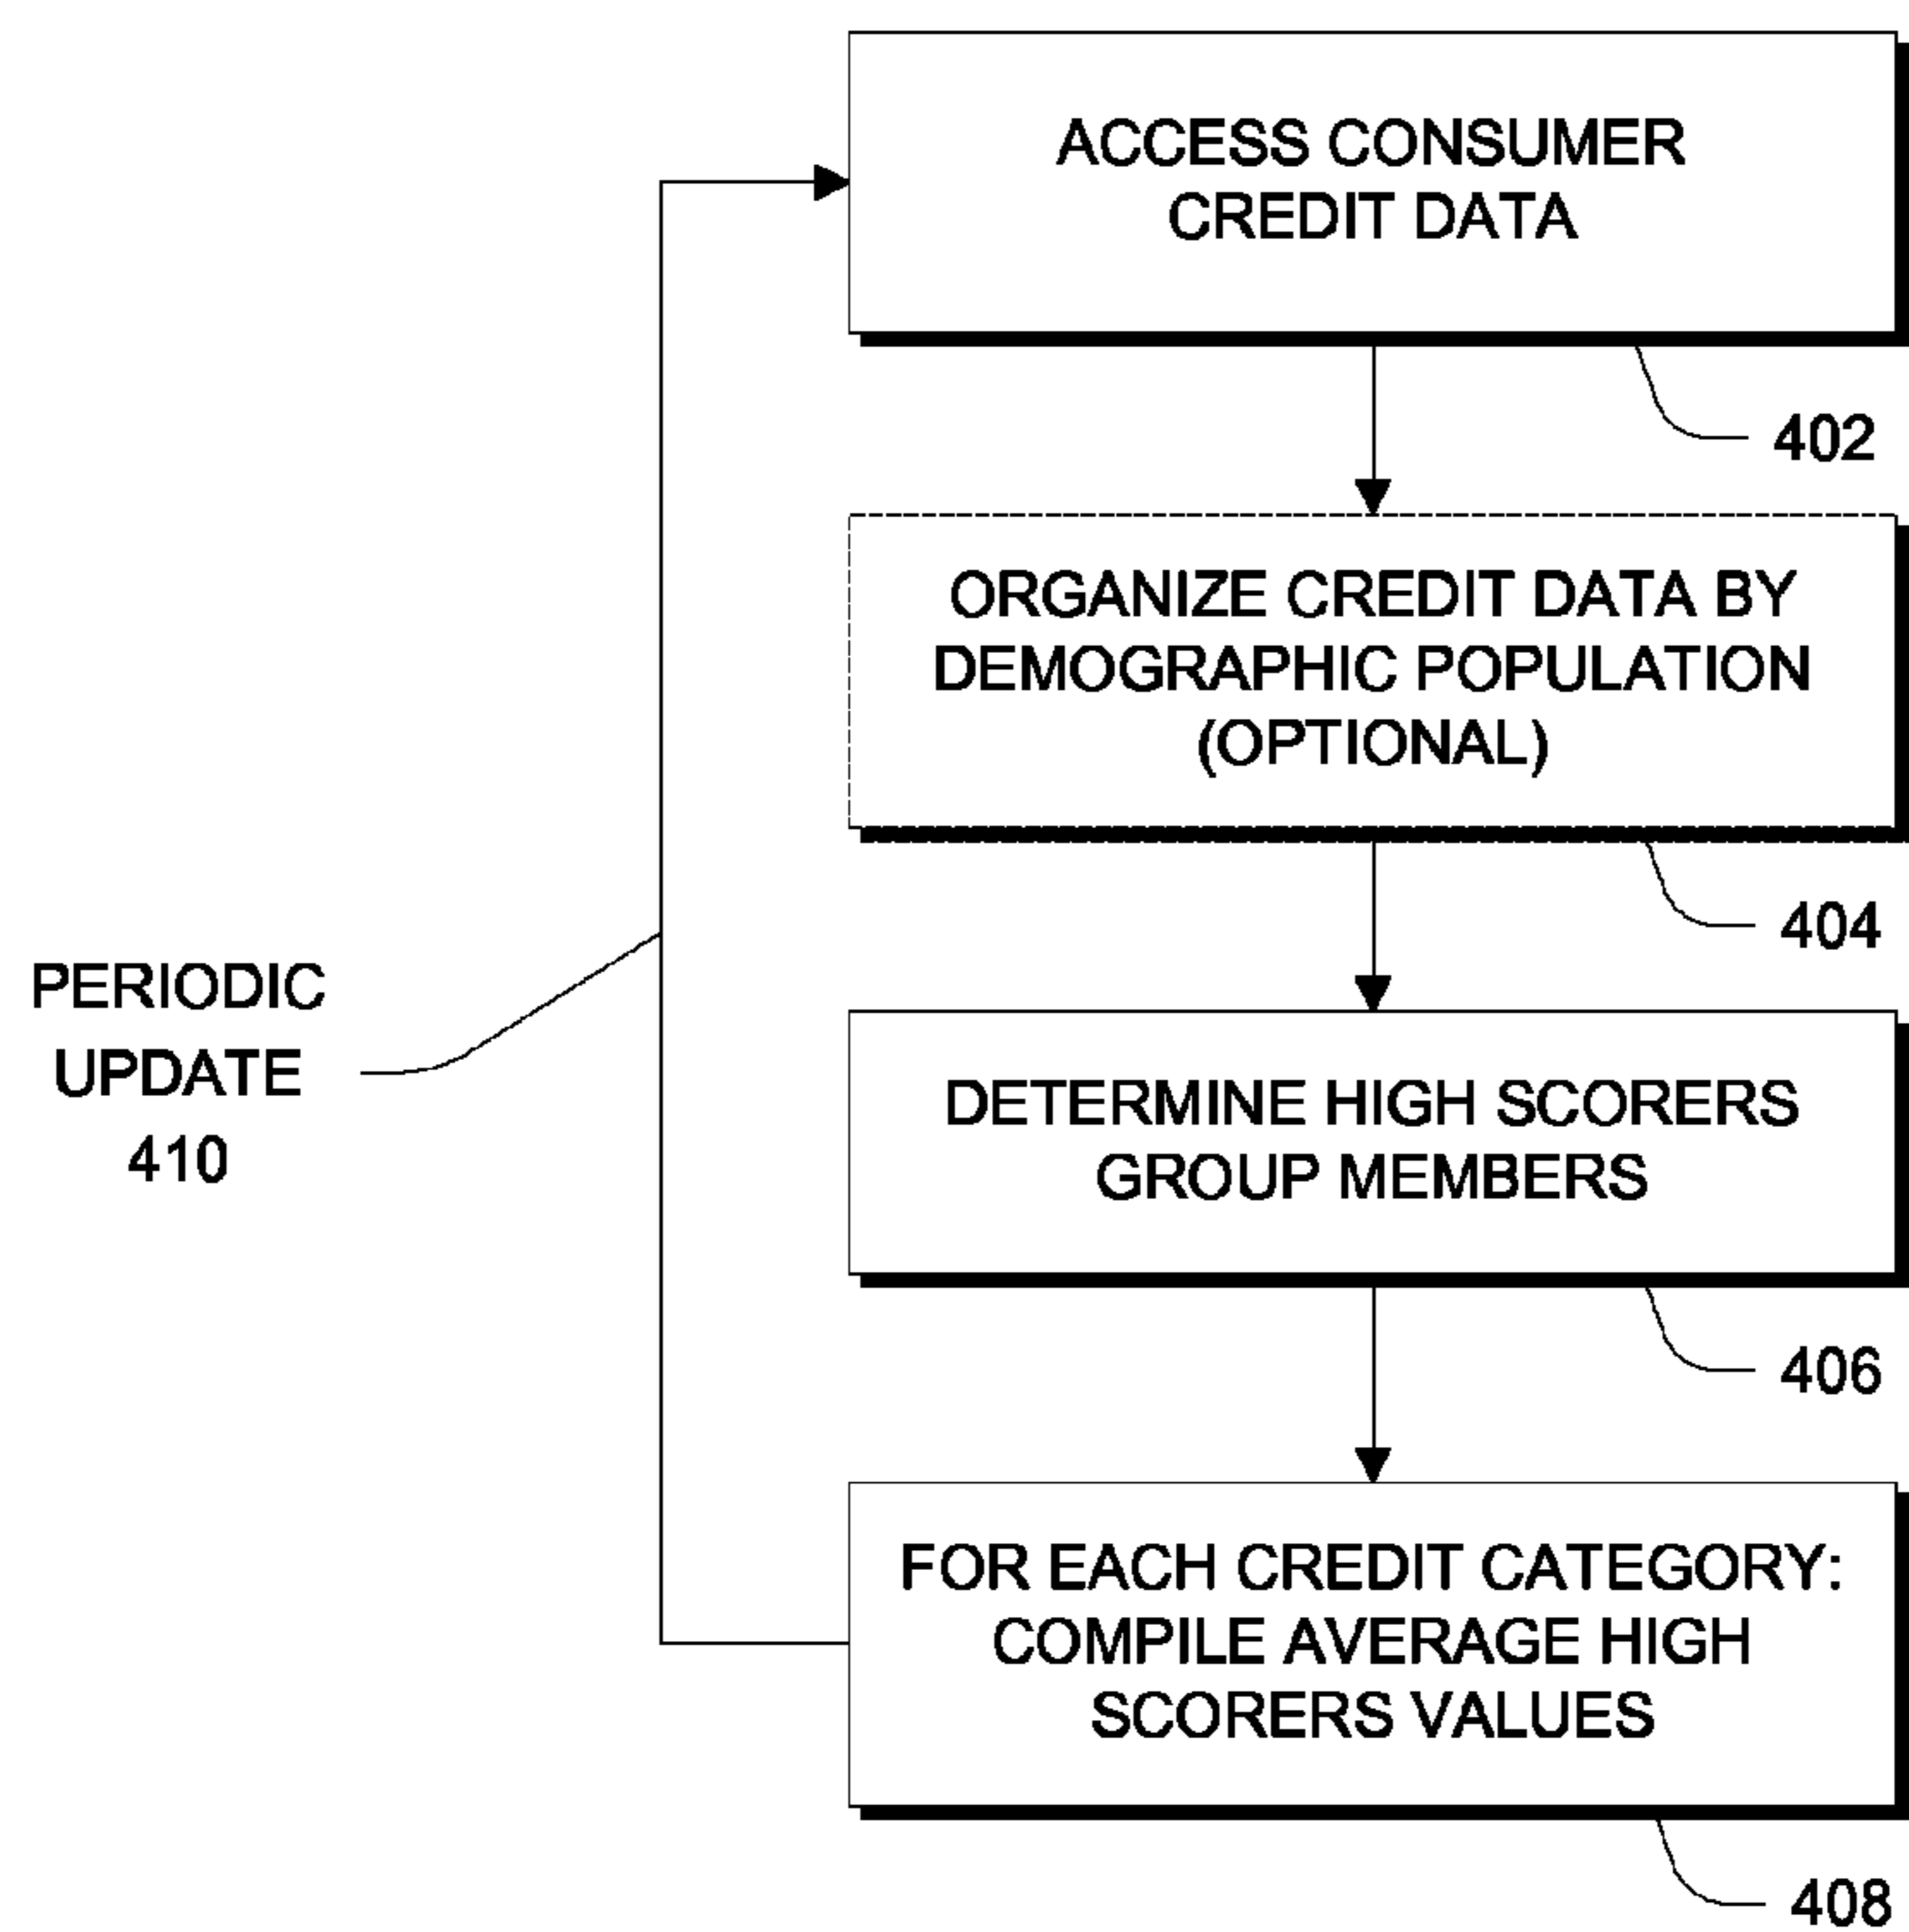 ACCESS CONSUMER
CREDIT DATA
402
ORGANIZE CREDIT DATA BY
DEMOGRAPHIC POPULATION
(OPTIONAL)
404
PERIODIC
UPDATE
410
DETERMINE HIGH SCORERS
GROUP MEMBERS
406
FOR EACH CREDIT CATEGORY:
COMPILE AVERAGE HIGH
SCORERS VALUES
408